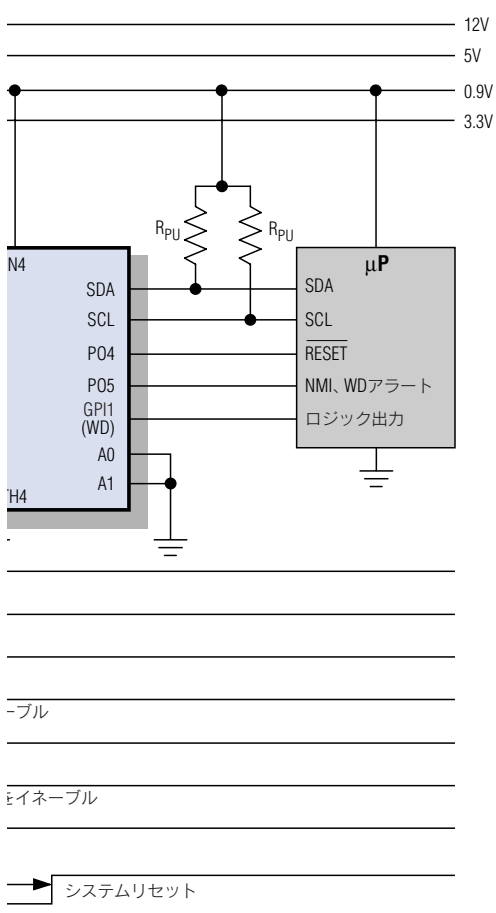 12V
5V
0.9V
3.3V
RPU
RPU
N4
µP
SDA
SDA
SCL
SCL
PO4
RESET
PO5
NMI、WDアラート
GPI1
(WD)
ロジック出力
A0
A1
TH4
ーブル
をイネーブル
システムリセット